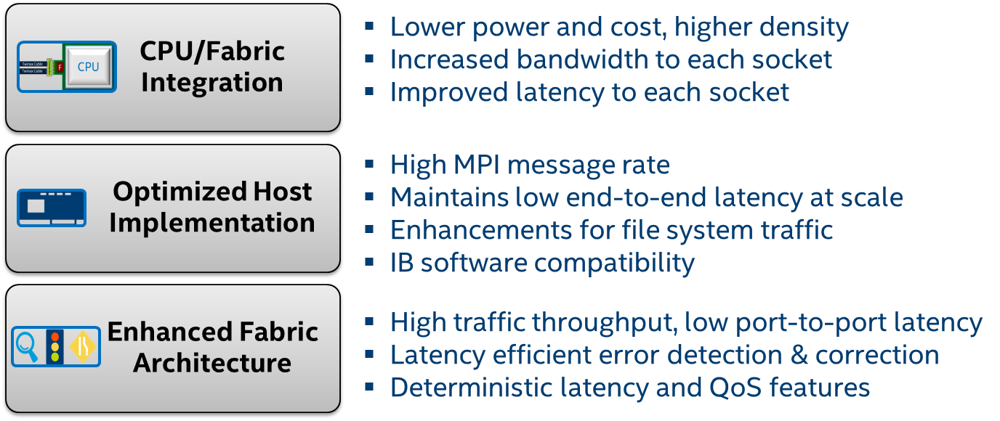 CPU/Fabric
Integration
Twinax Cable
Twinax Cable
F
CPU
▪ Lower power and cost, higher density
▪ Increased bandwidth to each socket
▪ Improved latency to each socket
Optimized Host
Implementation
▪ High MPI message rate
▪ Maintains low end-to-end latency at scale
▪ Enhancements for file system traffic
▪ IB software compatibility
Enhanced Fabric
Architecture
▪ High traffic throughput, low port-to-port latency
▪ Latency efficient error detection & correction
▪ Deterministic latency and QoS features